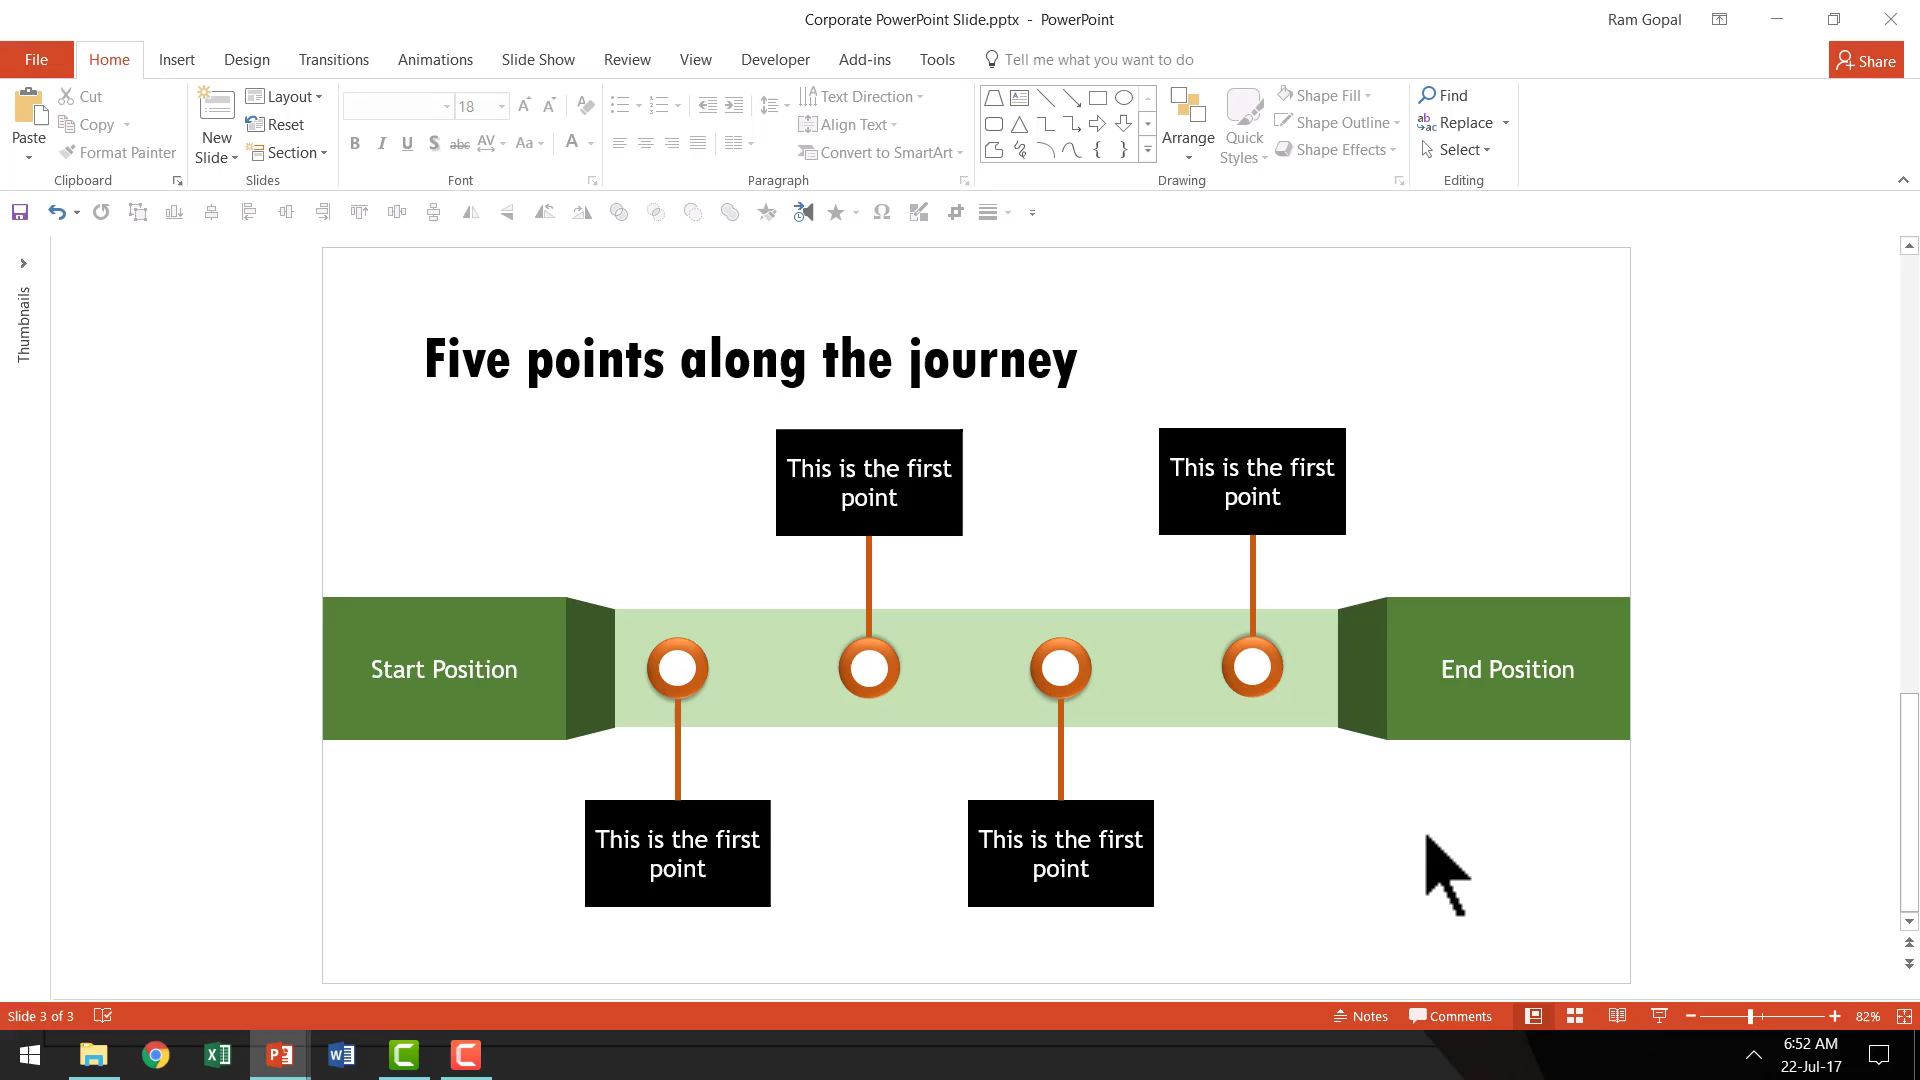 Corporate PowerPoint Slide.pptx - PowerPoint
Ram Gopal
File
Home
Insert
Design
Transitions
Animations
Slide Show
Review
View
Developer
Add-ins
Tools
Tell me what you want to do
Share
Paste
Cut
Copy
Format Painter
Clipboard
New
Slide
Layout
Reset
Section
Slides
18
B I U S abc AV Aa A
Font
Text Direction
Align Text
Convert to SmartArt
Paragraph
Arrange
Quick
Styles
Shape Fill
Shape Outline
Shape Effects
Drawing
Find
Replace
Select
Editing
Thumbnails
Five points along the journey
This is the first
point
This is the first
point
Start Position
End Position
This is the first
point
This is the first
point
Slide 3 of 3
Notes
Comments
82%
6:52 AM
22-Jul-17